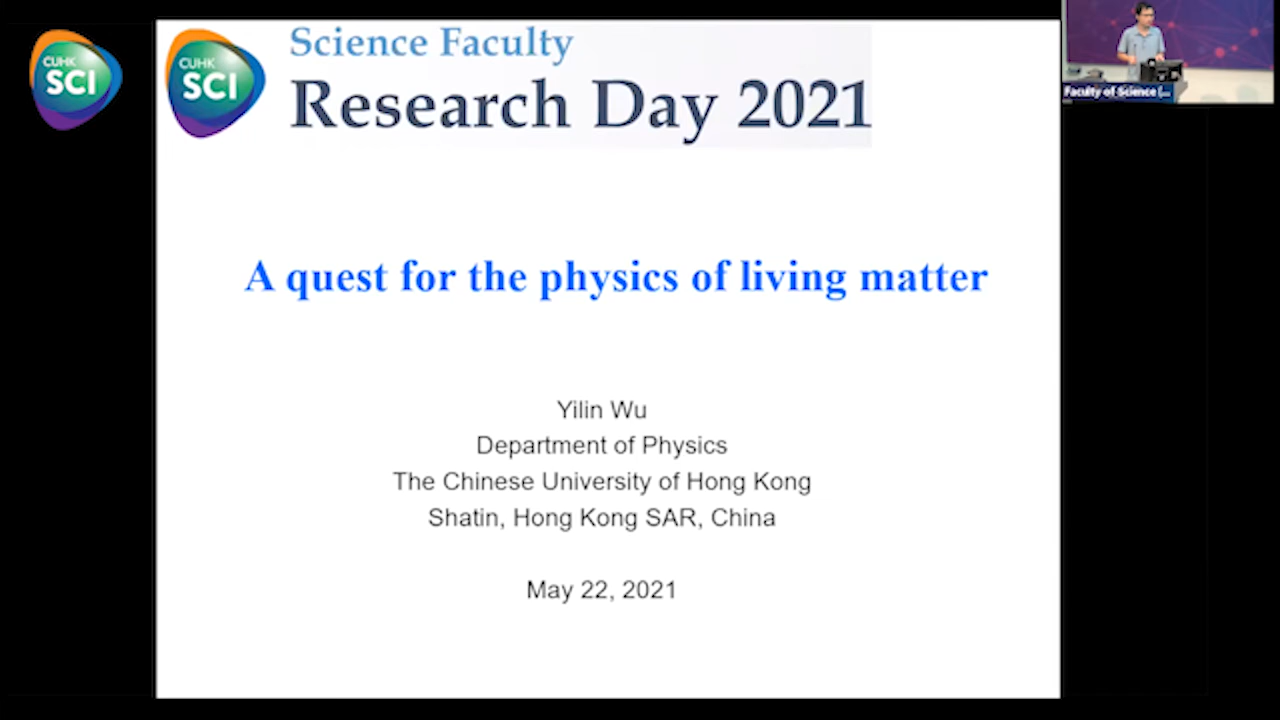 CUHK
SCI
CUHK
SCI
Science Faculty
Research Day 2021
Faculty of Science (...
A quest for the physics of living matter
Yilin Wu
Department of Physics
The Chinese University of Hong Kong
Shatin, Hong Kong SAR, China
May 22, 2021